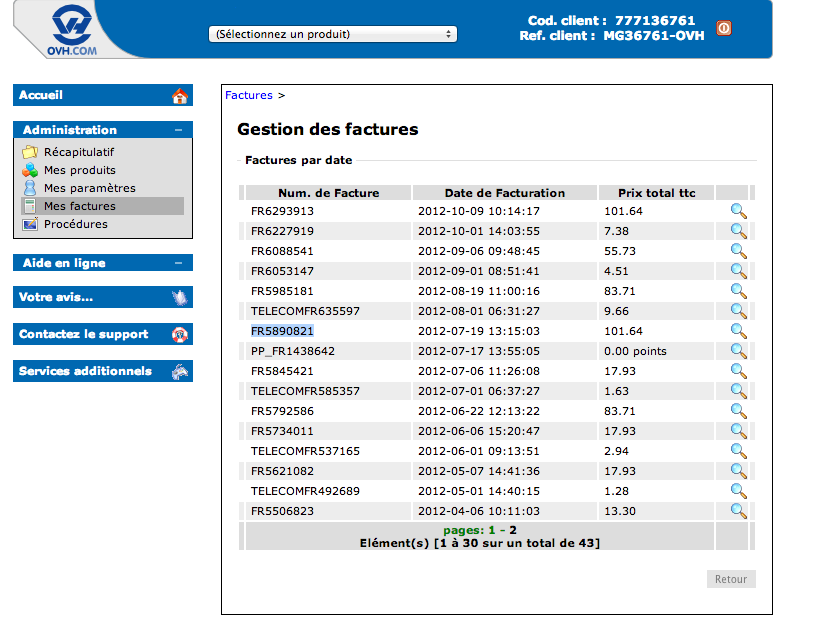 OVH.COM
(Sélectionnez un produit)
Cod. client : 777136761
Ref. client : MG36761-OVH
Accueil
Administration
Récapitulatif
Mes produits
Mes paramètres
Mes factures
Procédures
Aide en ligne
Votre avis...
Contactez le support
Services additionnels
Factures >
Gestion des factures
Factures par date
Num. de Facture Date de Facturation Prix total ttc
FR6293913 2012-10-09 10:14:17 101.64
FR6227919 2012-10-01 14:03:55 7.38
FR6088541 2012-09-06 09:48:45 55.73
FR6053147 2012-09-01 08:51:41 4.51
FR5985181 2012-08-19 11:00:16 83.71
TELECOMFR635597 2012-08-01 06:31:27 9.66
FR5890821 2012-07-19 13:15:03 101.64
PP_FR1438642 2012-07-17 13:55:05 0.00 points
FR5845421 2012-07-06 11:26:08 17.93
TELECOMFR585357 2012-07-01 06:37:27 1.63
FR5792586 2012-06-22 12:13:22 83.71
FR5734011 2012-06-06 15:20:47 17.93
TELECOMFR537165 2012-06-01 09:13:51 2.94
FR5621082 2012-05-07 14:41:36 17.93
TELECOMFR492689 2012-05-01 14:40:15 1.28
FR5506823 2012-04-06 10:11:03 13.30
pages: 1 - 2
Elément(s) [1 à 30 sur un total de 43]
Retour